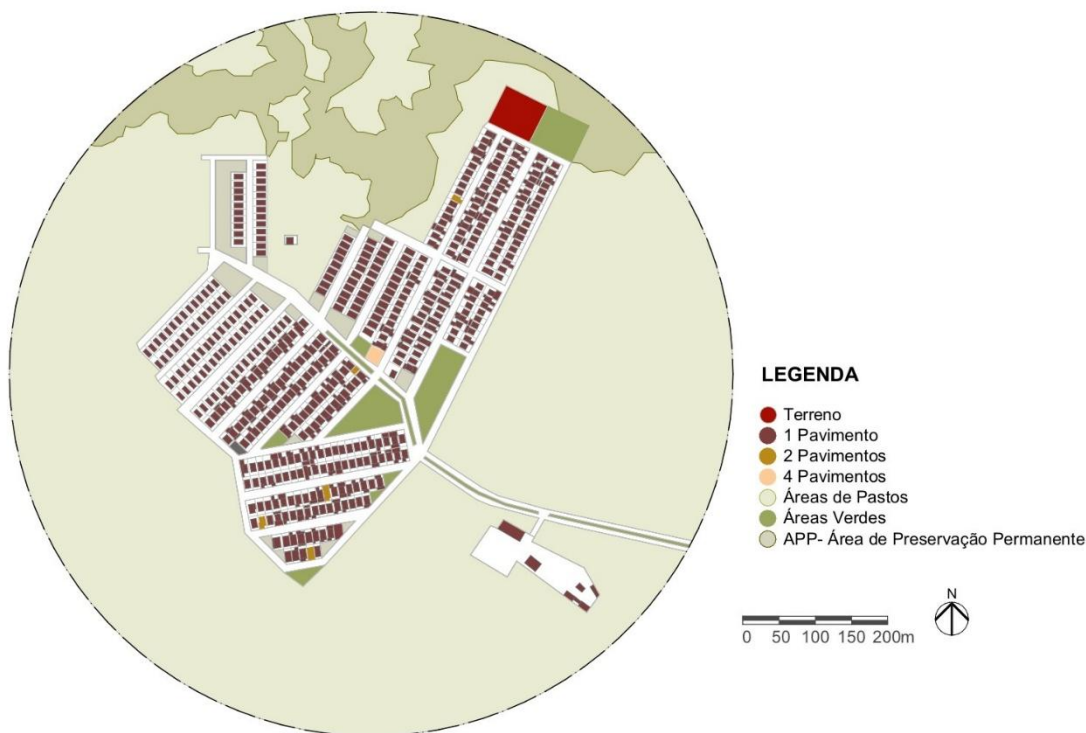 LEGENDA
Terreno
1 Pavimento
2 Pavimentos
4 Pavimentos
Áreas de Pastos
Áreas Verdes
APP- Área de Preservação Permanente
N
0 50 100 150 200m